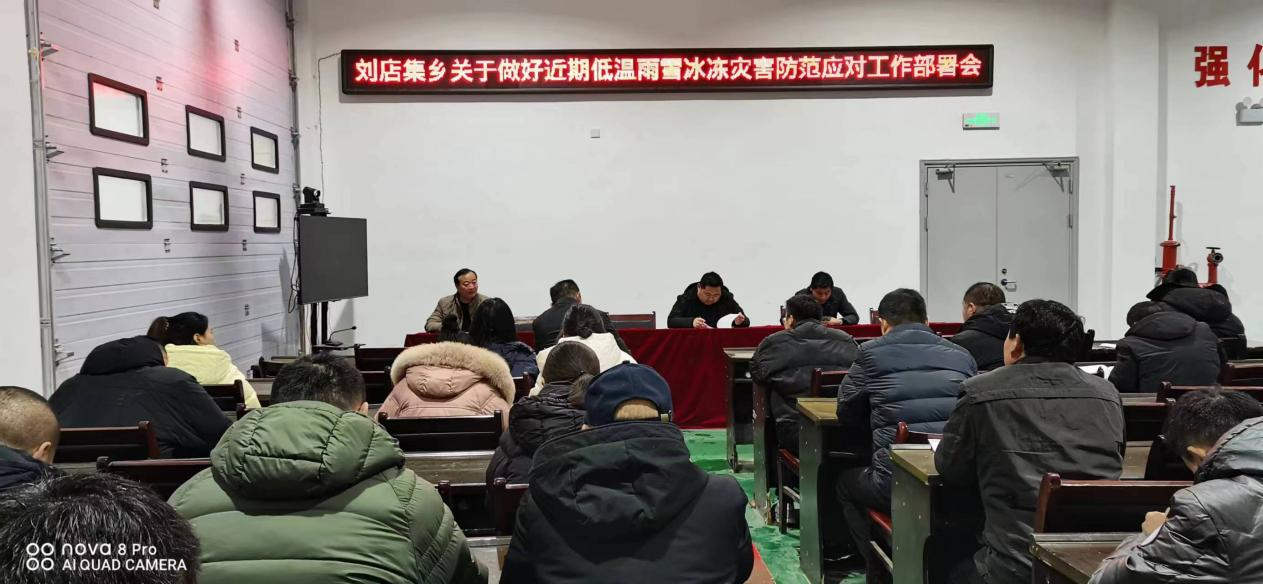 刘店集乡关于做好近期低温雨雪冰冻灾害防范应对工作部署会
强
nova 8 Pro
AI QUAD CAMERA